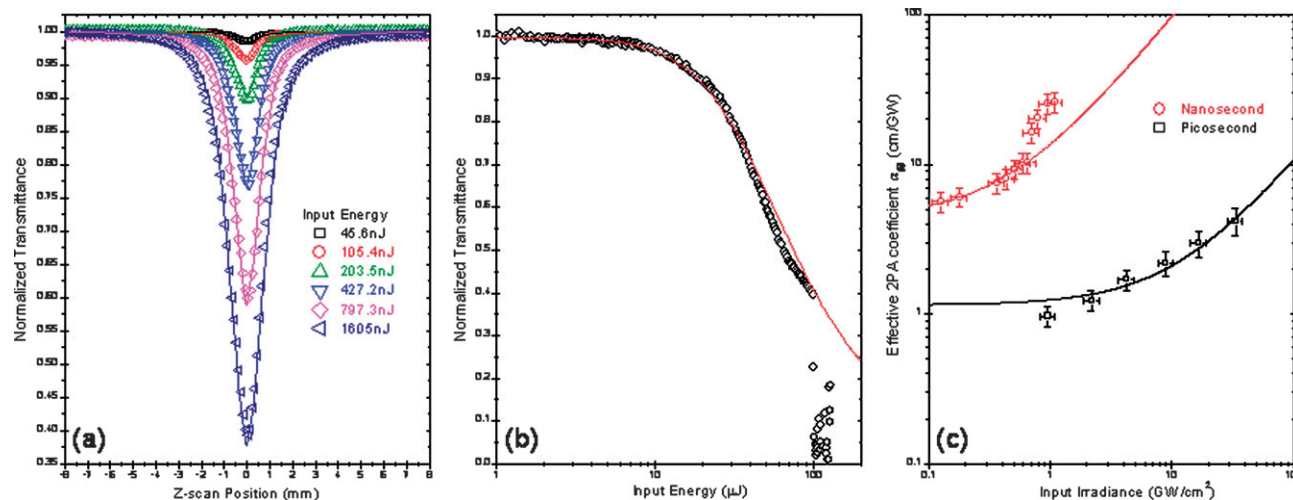 1.00
0.95
0.90
0.85
0.80
0.75
0.70
0.65
0.60
0.55
0.50
0.45
0.40
0.35
Normalized Transmittance
Input Energy
45.6nJ
105.4nJ
203.5nJ
427.2nJ
797.3nJ
1605nJ
(a)
-8 -7 -6 -5 -4 -3 -2 -1 0 1 2 3 4 5 6 7 8
Z-scan Position (mm)
1.0
0.9
0.8
0.7
0.6
0.5
0.4
0.3
0.2
0.1
0.0
Normalized Transmittance
(b)
1 10 100
Input Energy (µJ)
100
10
1
0.1
Effective 2PA coefficient α (cm/GW)
Nanosecond
Picosecond
(c)
0.1 1 10 100
Input Irradiance (GW/cm²)